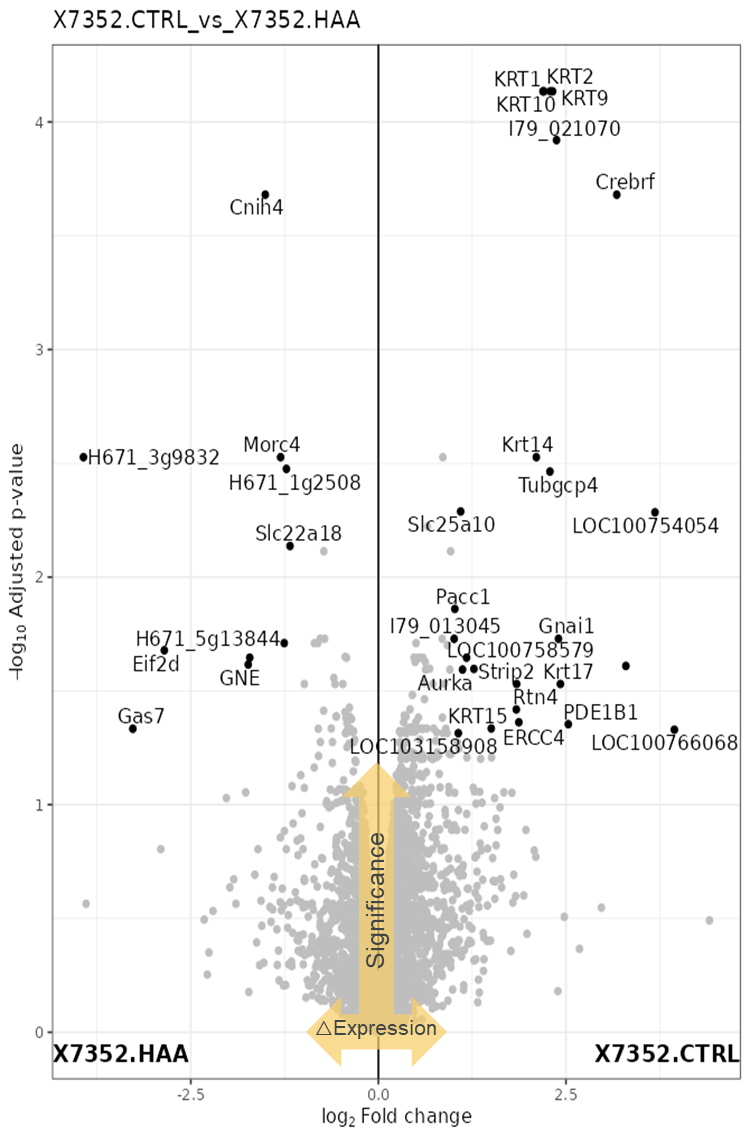 X7352.CTRL_vs_X7352.HAA
KRT1 KRT2
KRT10 KRT9
I79_021070
Crebrf
Cnih4
Morc4
H671_3g9832
H671_1g2508
Krt14
Tubgcp4
Slc25a10
LOC100754054
Slc22a18
Pacc1
I79_013045
Gnai1
H671_5g13844
LOC100758579
Eif2d
GNE
Aurka
Strip2
Krt17
Rtn4
Gas7
KRT15
PDE1B1
ERCC4
LOC103158908
LOC100766068
Significance
△Expression
X7352.HAA
X7352.CTRL
4
3
2
1
0
-log10 Adjusted p-value
-2.5
0.0
2.5
log2 Fold change